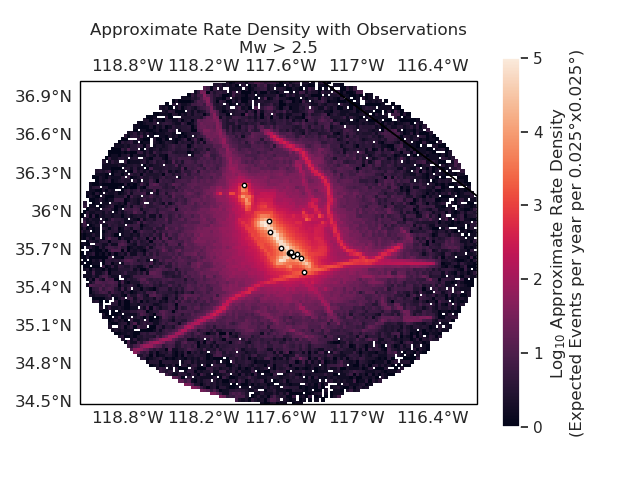 Approximate Rate Density with Observations
Mw > 2.5
118.8°W 118.2°W 117.6°W 117°W 116.4°W
36.9°N
36.6°N
36.3°N
36°N
35.7°N
35.4°N
35.1°N
34.8°N
34.5°N
118.8°W 118.2°W 117.6°W 117°W 116.4°W
5
4
3
2
1
0
Log₁₀ Approximate Rate Density
(Expected Events per year per 0.025°x0.025°)